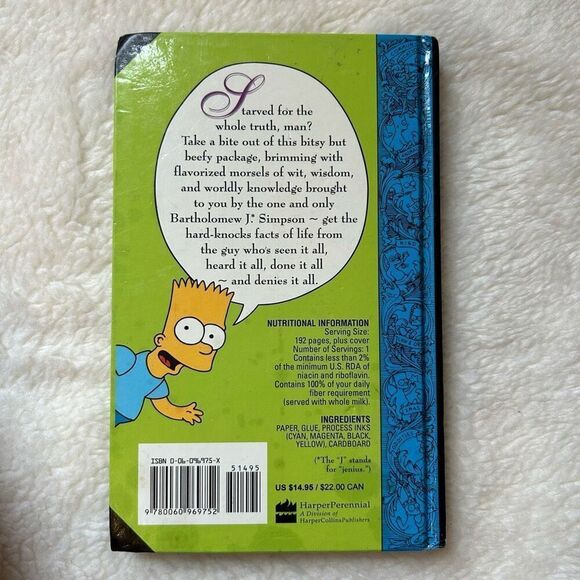 Starved for the
whole truth, man?
Take a bite out of this bitsy but
beefy package, brimming with
flavorized morsels of wit, wisdom,
and worldly knowledge brought
to you by the one and only
Bartholomew J.* Simpson ~ get the
hard-knocks facts of life from
the guy who's seen it all,
heard it all, done it all
~ and denies it all.
NUTRITIONAL INFORMATION
Serving Size:
192 pages, plus cover
Number of Servings: 1
Contains less than 2%
of the minimum U.S. RDA of
niacin and riboflavin.
Contains 100% of your daily
fiber requirement
(served with whole milk).
INGREDIENTS
PAPER, GLUE, PROCESS INKS
(CYAN, MAGENTA, BLACK,
YELLOW), CARDBOARD
(*The "J" stands
for "jenius.")
ISBN 0-06-096975-X
51495
9 780060 969752
US $14.95 / $22.00 CAN
HarperPerennial
A Division of
HarperCollinsPublishers